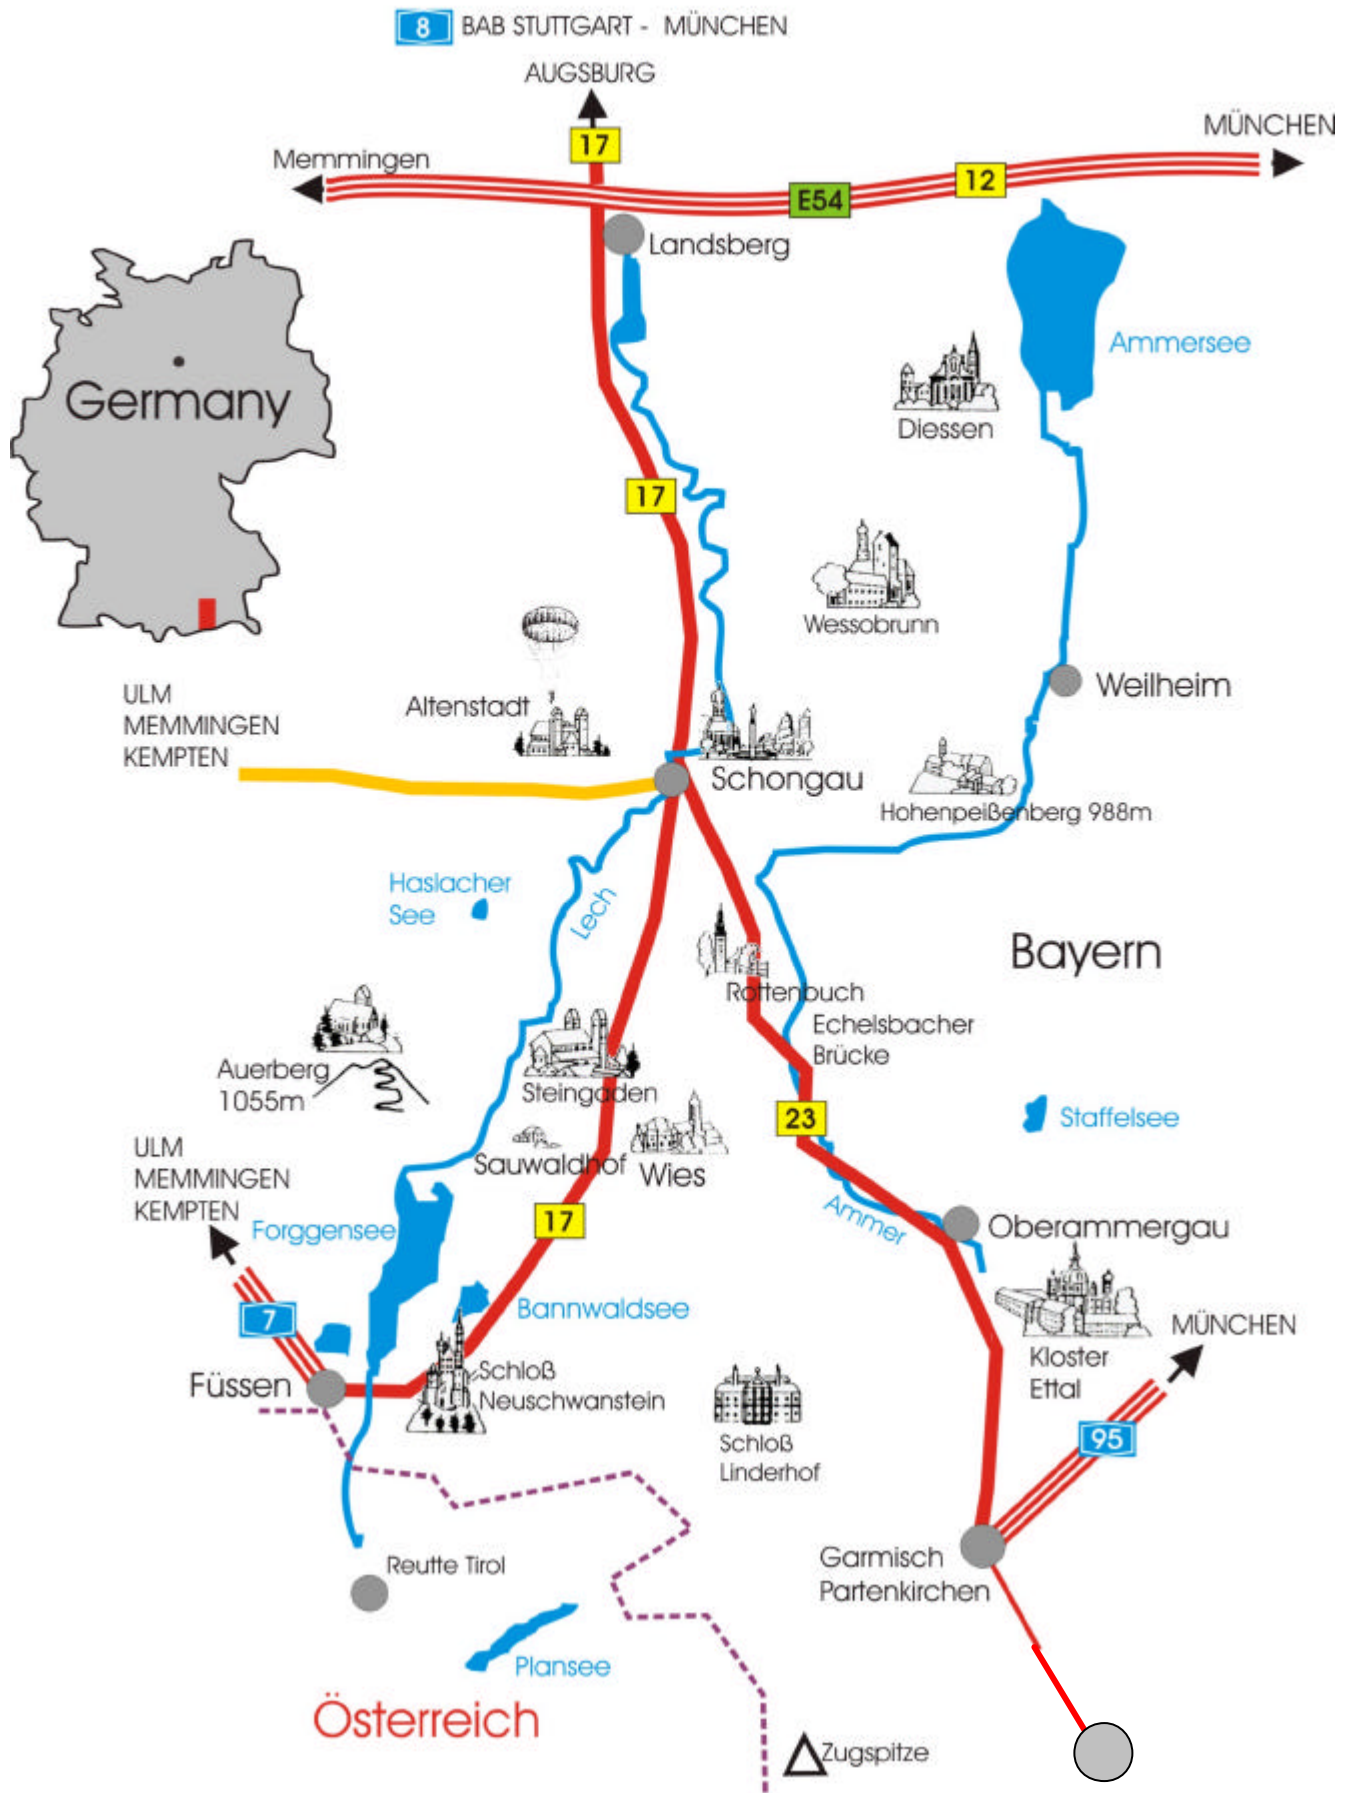 8 BAB STUTTGART - MÜNCHEN
AUGSBURG
MÜNCHEN
17
Memmingen
12
E54
Landsberg
Ammersee
Germany
Diessen
17
Wessobrunn
ULM
MEMMINGEN
KEMPTEN
Altenstadt
Weilheim
Schongau
Hohenpeißenberg 988m
Haslacher
See
Lech
Bayern
Rottenbuch
Echelsbacher
Brücke
Auerberg
1055m
Steingaden
23
Staffelsee
ULM
MEMMINGEN
KEMPTEN
Sauwaldhof
Wies
Forggensee
17
Ammer
Oberammergau
7
Bannwaldsee
MÜNCHEN
Kloster
Ettal
Füssen
Schloß
Neuschwanstein
Schloß
Linderhof
95
Garmisch
Partenkirchen
Reutte Tirol
Plansee
Österreich
Zugspitze